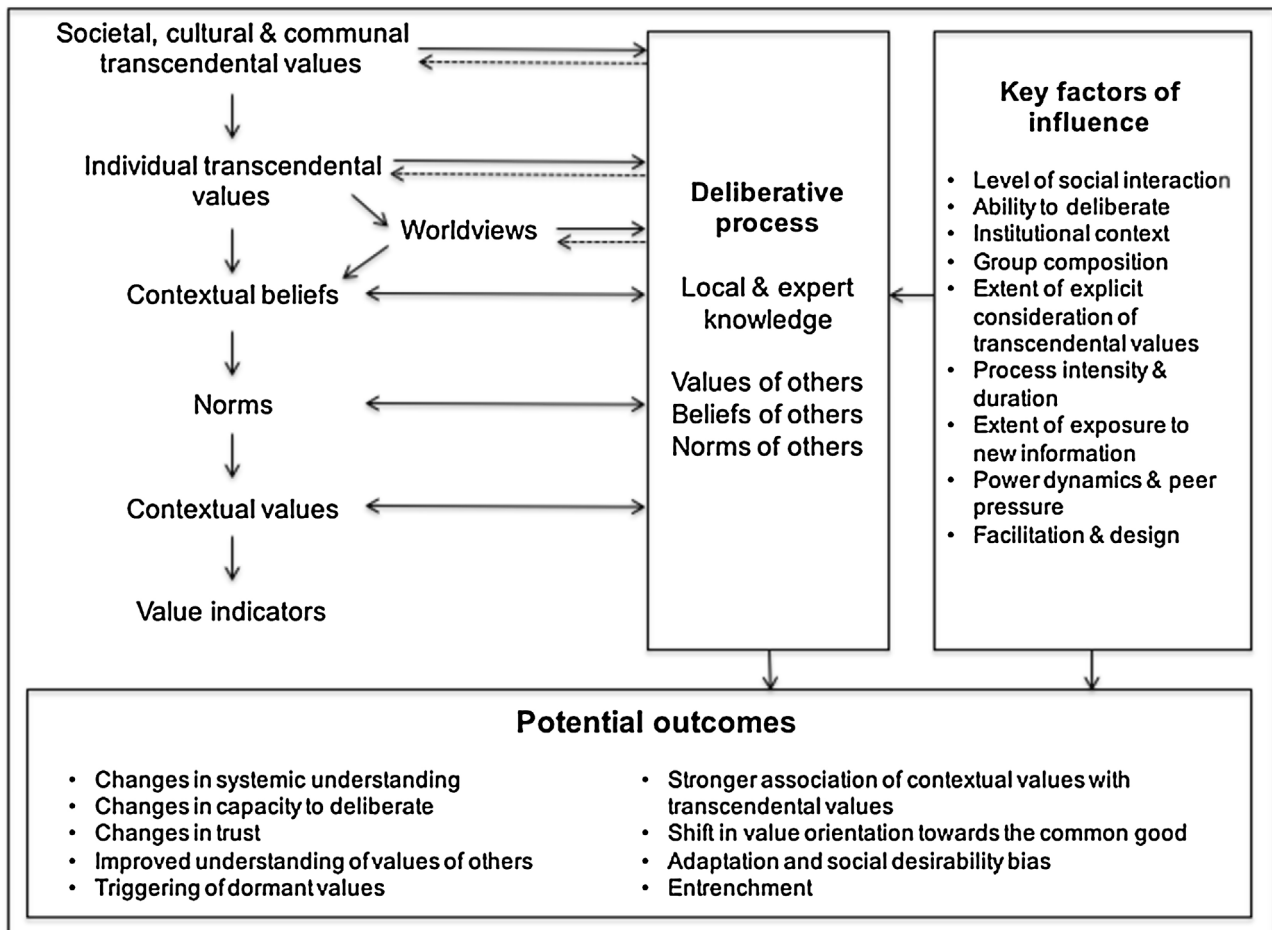 Societal, cultural & communal
transcendental values
Individual transcendental
values
Worldviews
Contextual beliefs
Norms
Contextual values
Value indicators
Deliberative
process
Local & expert
knowledge
Values of others
Beliefs of others
Norms of others
Key factors of
influence
• Level of social interaction
• Ability to deliberate
• Institutional context
• Group composition
• Extent of explicit
consideration of
transcendental values
• Process intensity &
duration
• Extent of exposure to
new information
• Power dynamics & peer
pressure
• Facilitation & design
Potential outcomes
• Changes in systemic understanding
• Changes in capacity to deliberate
• Changes in trust
• Improved understanding of values of others
• Triggering of dormant values
• Stronger association of contextual values with
transcendental values
• Shift in value orientation towards the common good
• Adaptation and social desirability bias
• Entrenchment